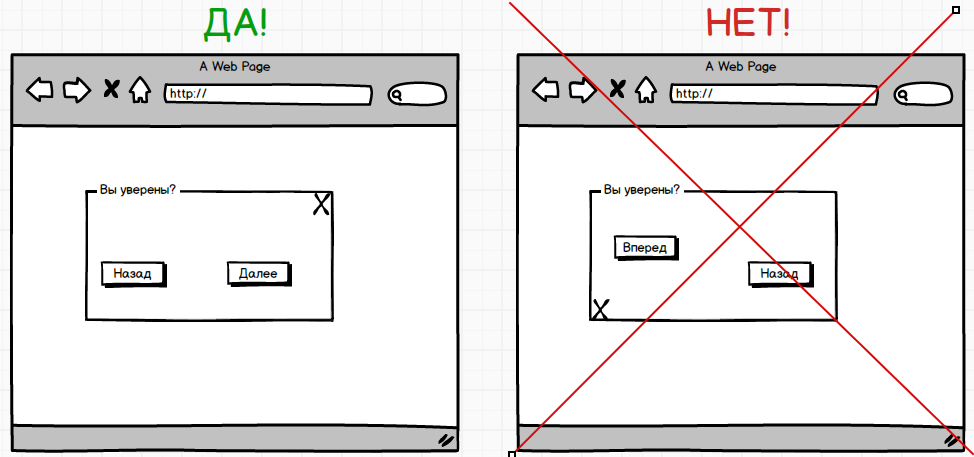 ДА!
A Web Page
http://
Вы уверены?
Назад
Далее
НЕТ!
A Web Page
http://
Вы уверены?
Вперед
Назад